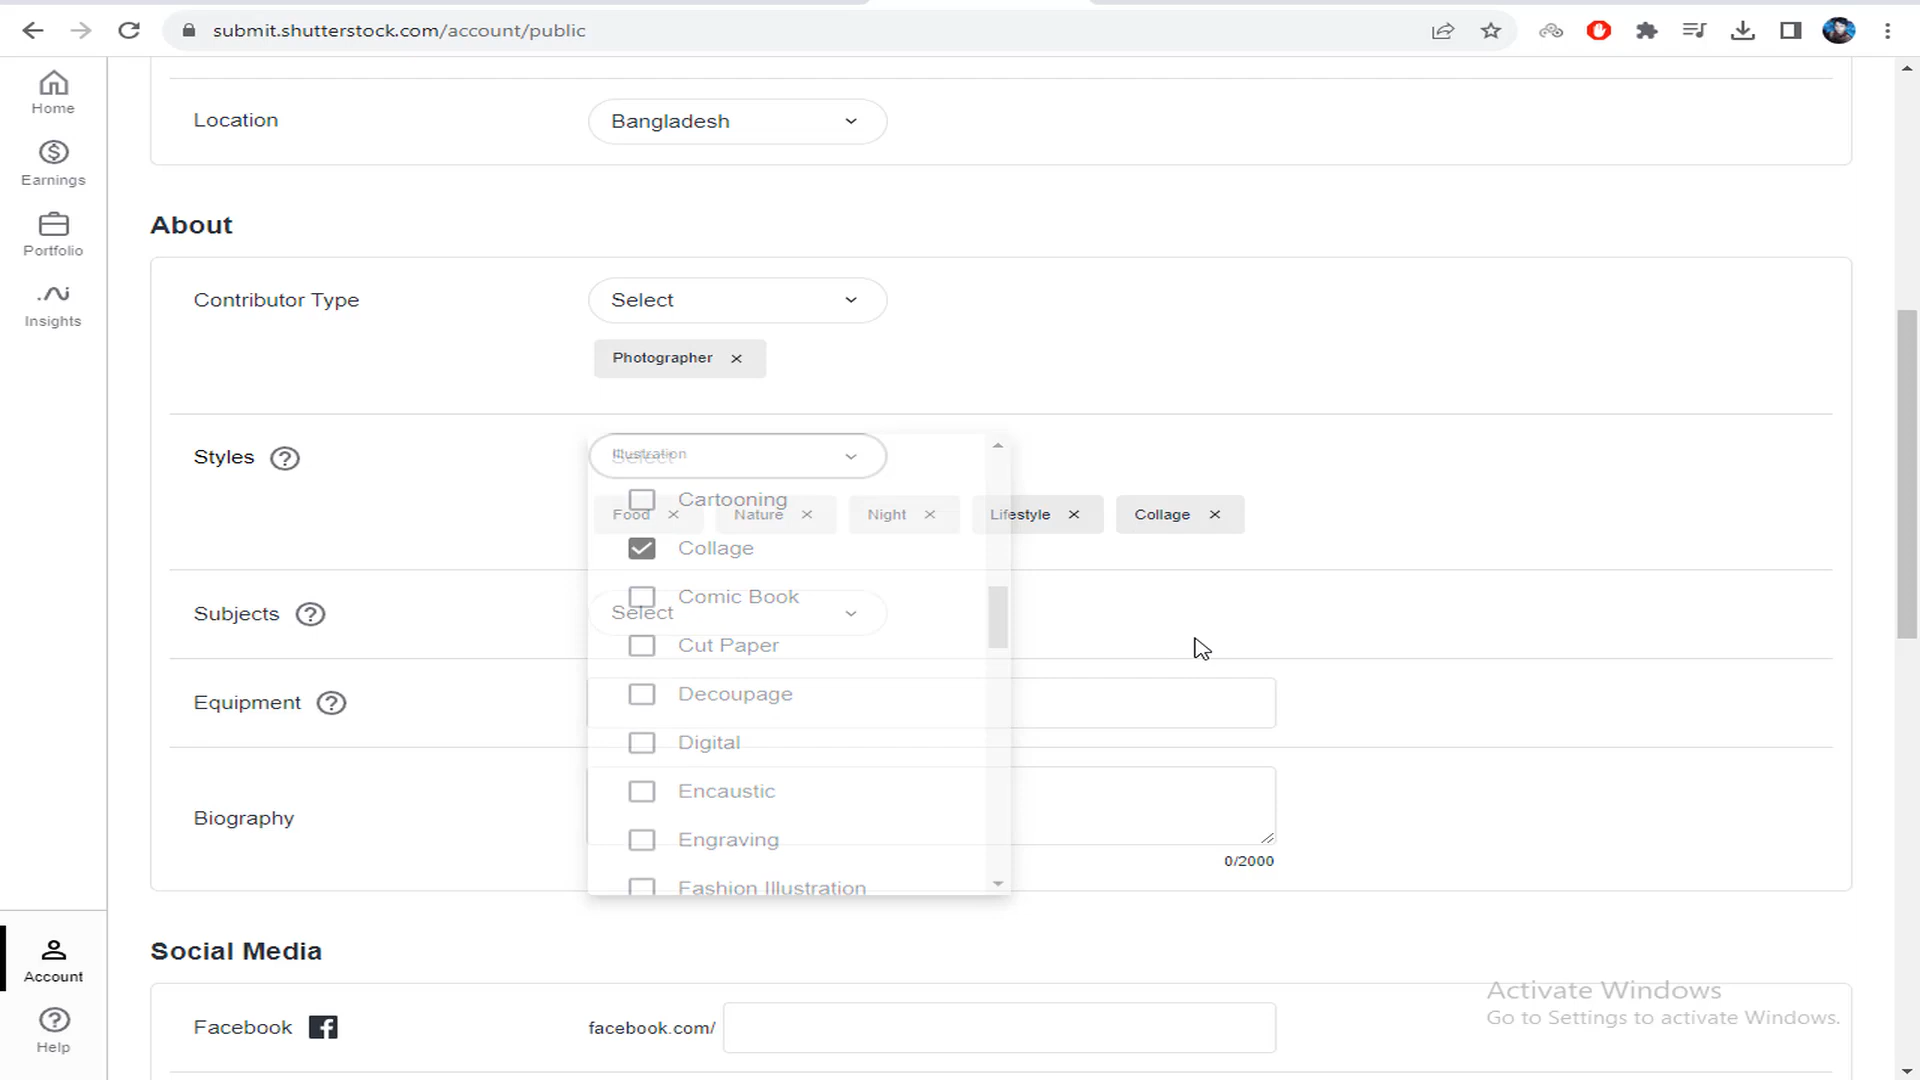 submit.shutterstock.com/account/public
Home
Earnings
Portfolio
Insights
Account
Help
Location
Bangladesh
About
Contributor Type
Select
Photographer
Styles
Select
Illustration
Food
Nature
Night
Lifestyle
Collage
Cartooning
Collage
Comic Book
Cut Paper
Decoupage
Digital
Encaustic
Engraving
Fashion Illustration
Subjects
Select
Equipment
Biography
0/2000
Social Media
Facebook
facebook.com/
Activate Windows
Go to Settings to activate Windows.